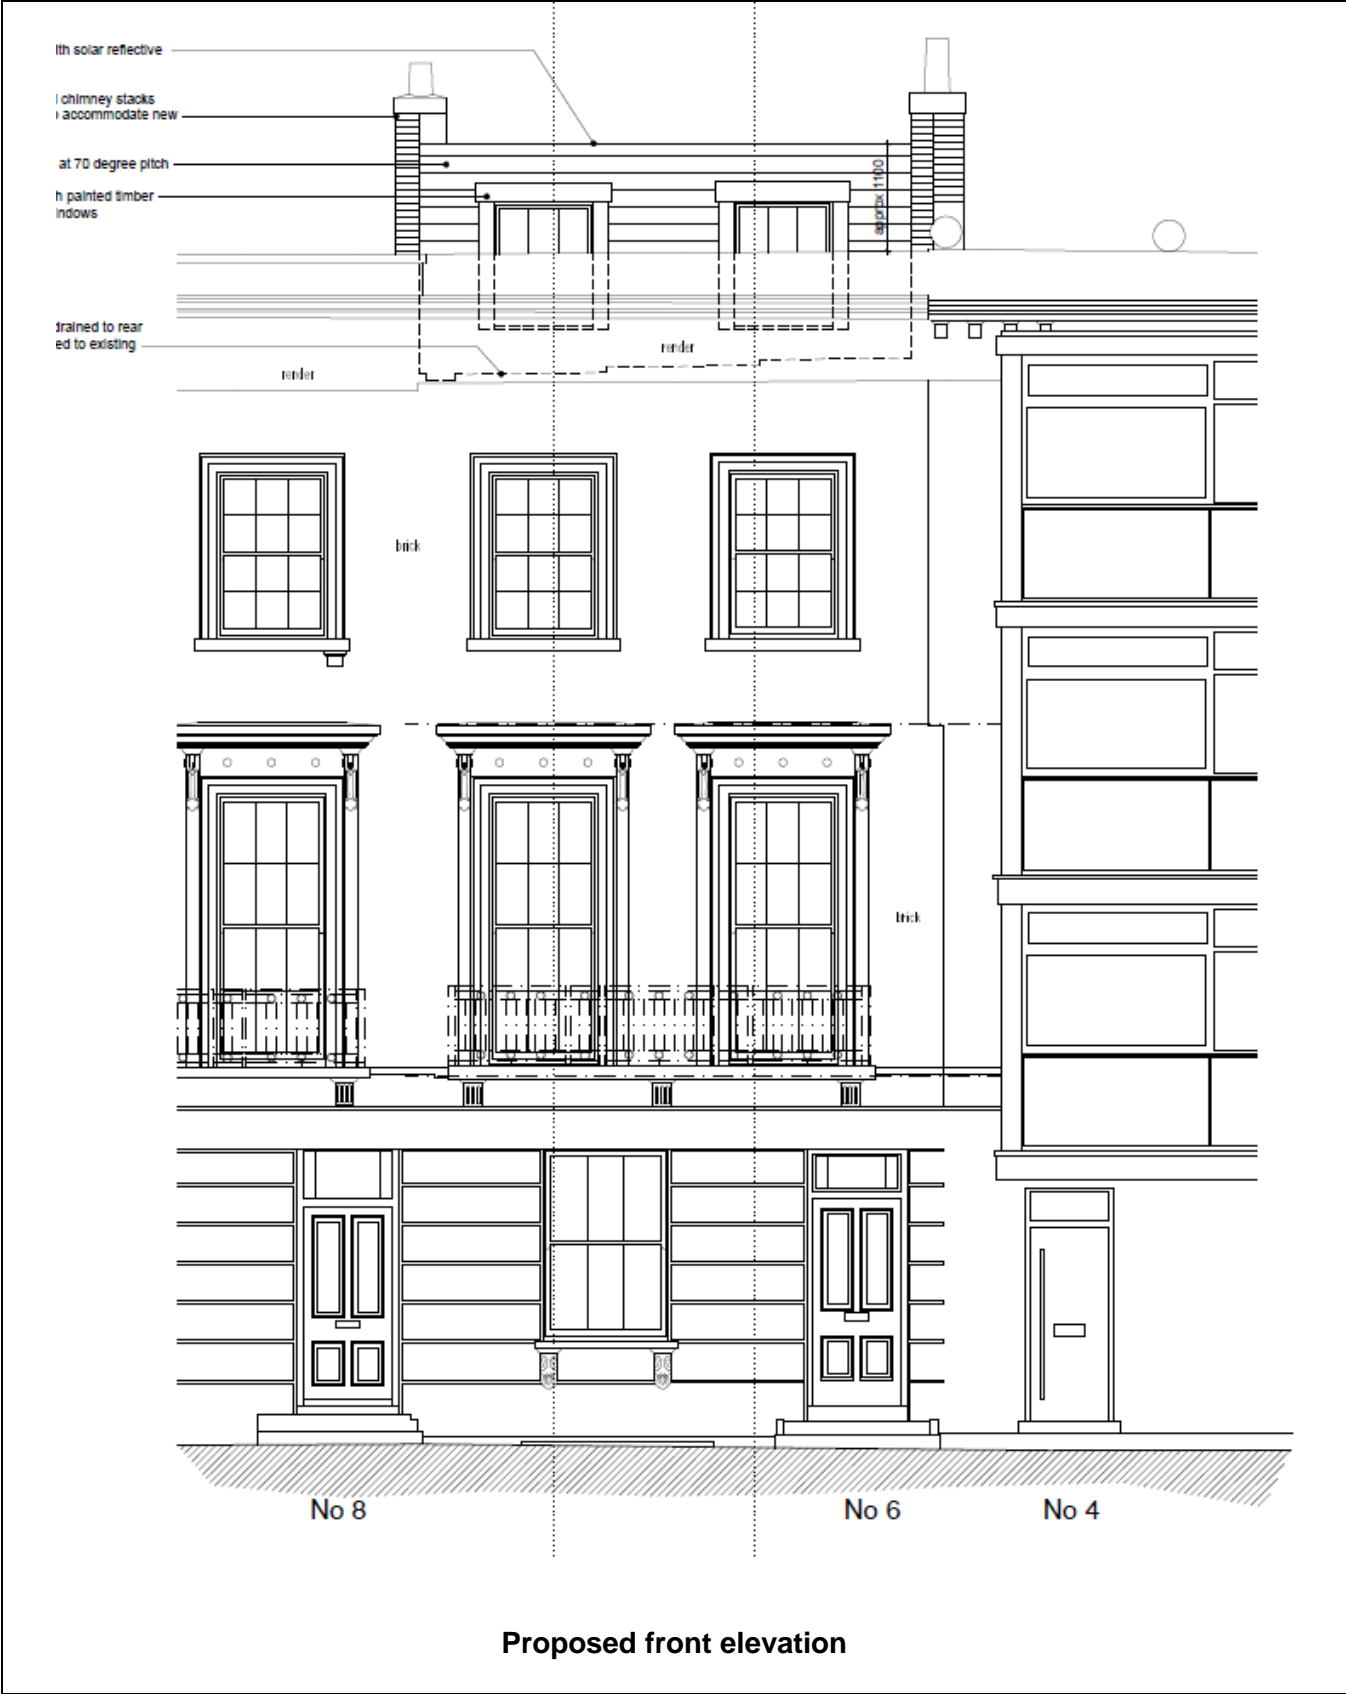 ith solar reflective
chimney stacks
accommodate new
at 70 degree pitch
h painted timber
indows
approx 1100
drained to rear
ed to existing
render
render
brick
brick
No 8
No 6
No 4
Proposed front elevation